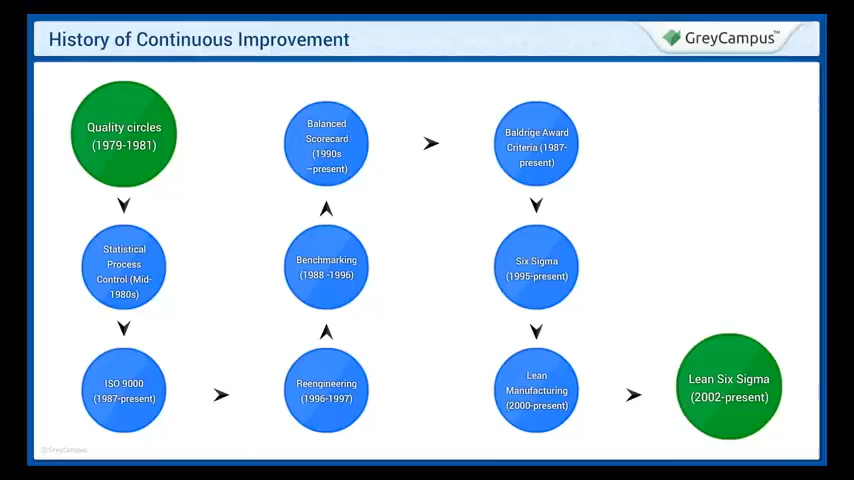 History of Continuous Improvement
GreyCampus™
Quality circles
(1979-1981)
Statistical
Process
Control (Mid-
1980s)
ISO 9000
(1987-present)
Reengineering
(1996-1997)
Benchmarking
(1988 -1996)
Balanced
Scorecard
(1990s
–present)
Baldrige Award
Criteria (1987-
present)
Six Sigma
(1995-present)
Lean
Manufacturing
(2000-present)
Lean Six Sigma
(2002-present)
© GreyCampus